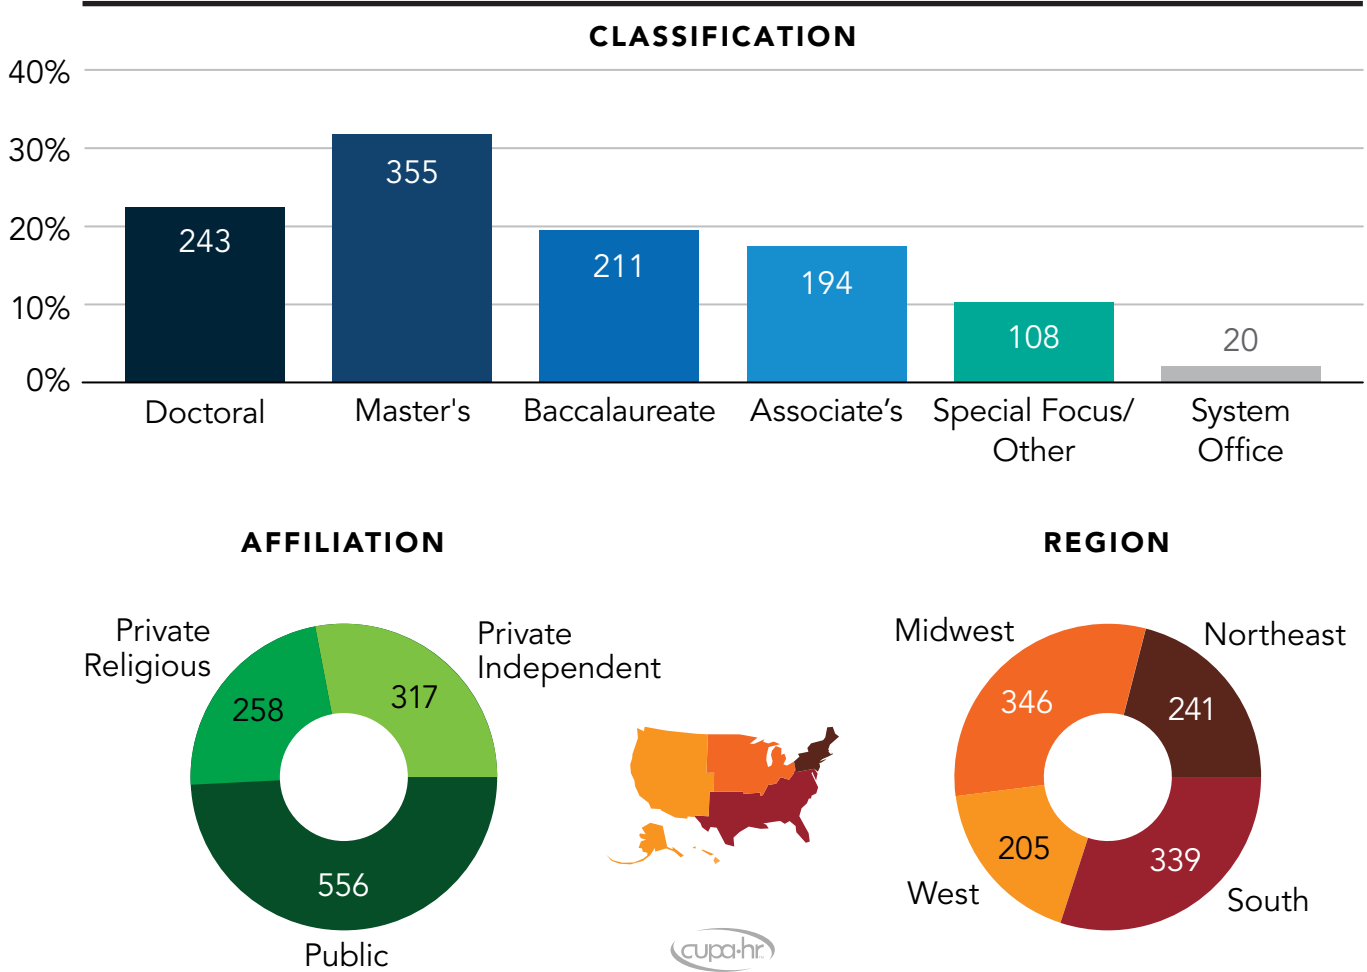 CLASSIFICATION
40%
30%
20%
10%
0%
243
355
211
194
108
20
Doctoral
Master's
Baccalaureate
Associate’s
Special Focus/
Other
System
Office
AFFILIATION
Private
Religious
Private
Independent
258
317
556
Public
REGION
Midwest
Northeast
346
241
205
339
West
South
cupa·hr